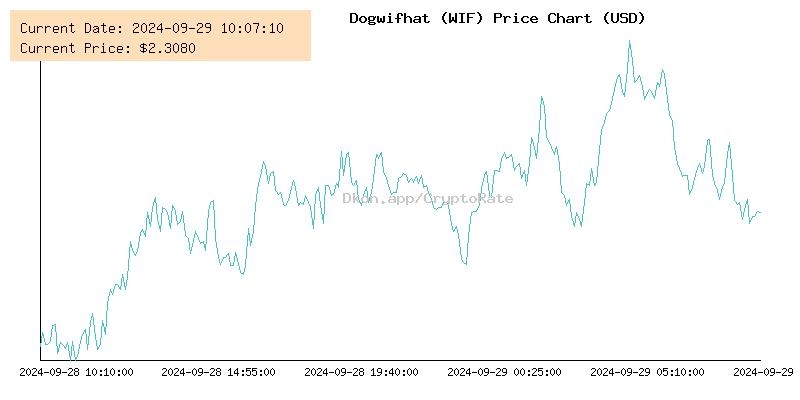 Dogwifhat (WIF) Price Chart (USD)
Current Date: 2024-09-29 10:07:10
Current Price: $2.3080
Dkon.app/CryptoRate
2024-09-28 10:10:00 2024-09-28 14:55:00 2024-09-28 19:40:00 2024-09-29 00:25:00 2024-09-29 05:10:00 2024-09-29